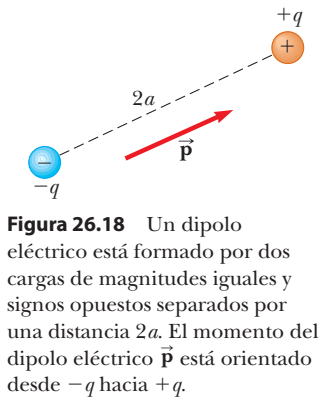 +q
+
2a
p
−
−q
Figura 26.18 Un dipolo
eléctrico está formado por dos
cargas de magnitudes iguales y
signos opuestos separados por
una distancia 2a. El momento del
dipolo eléctrico p⃗ está orientado
desde −q hacia +q.